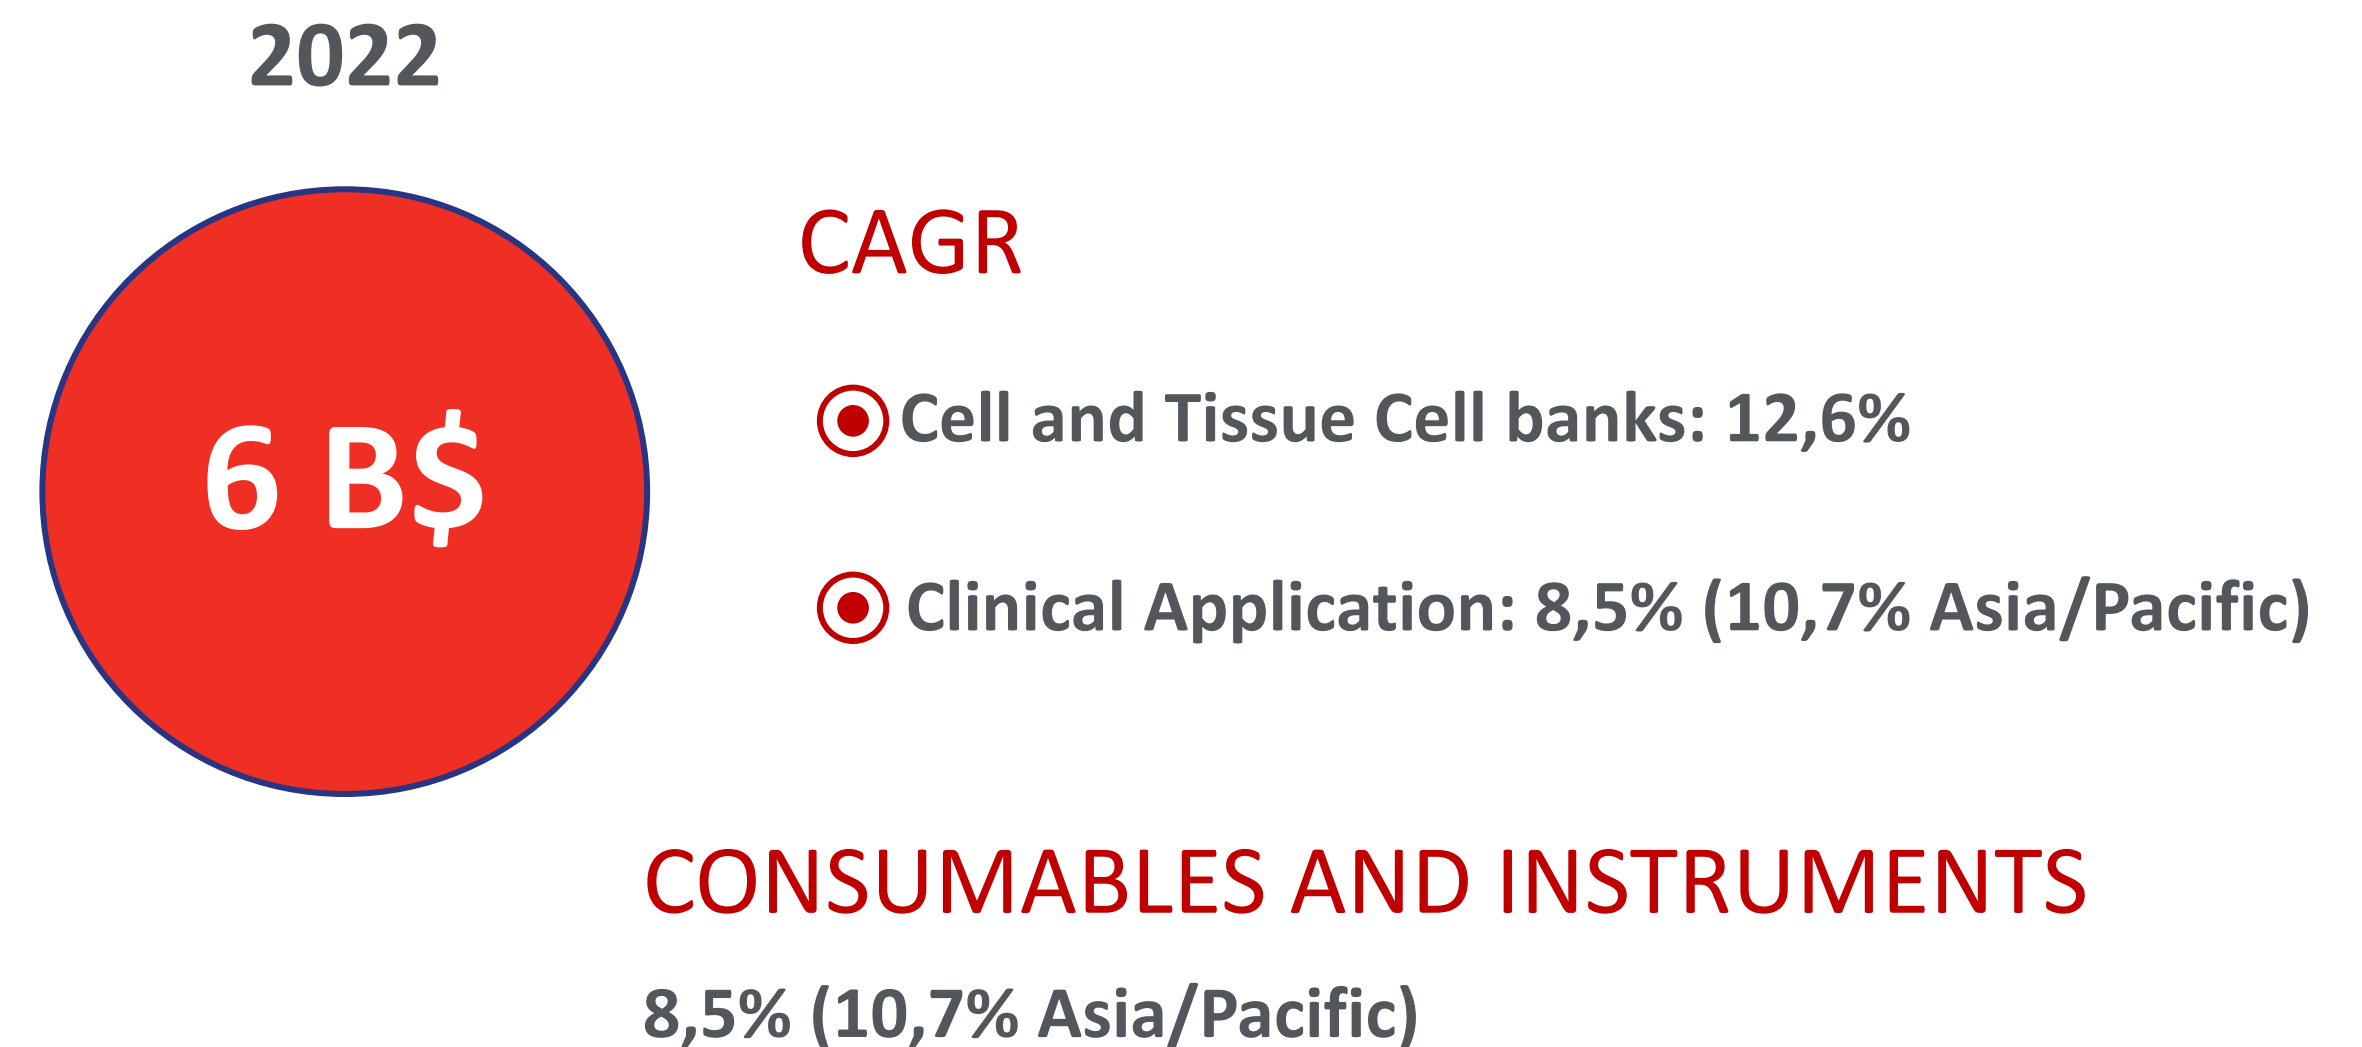 2022
6 B$
CAGR
Cell and Tissue Cell banks: 12,6%
Clinical Application: 8,5% (10,7% Asia/Pacific)
CONSUMABLES AND INSTRUMENTS
8,5% (10,7% Asia/Pacific)